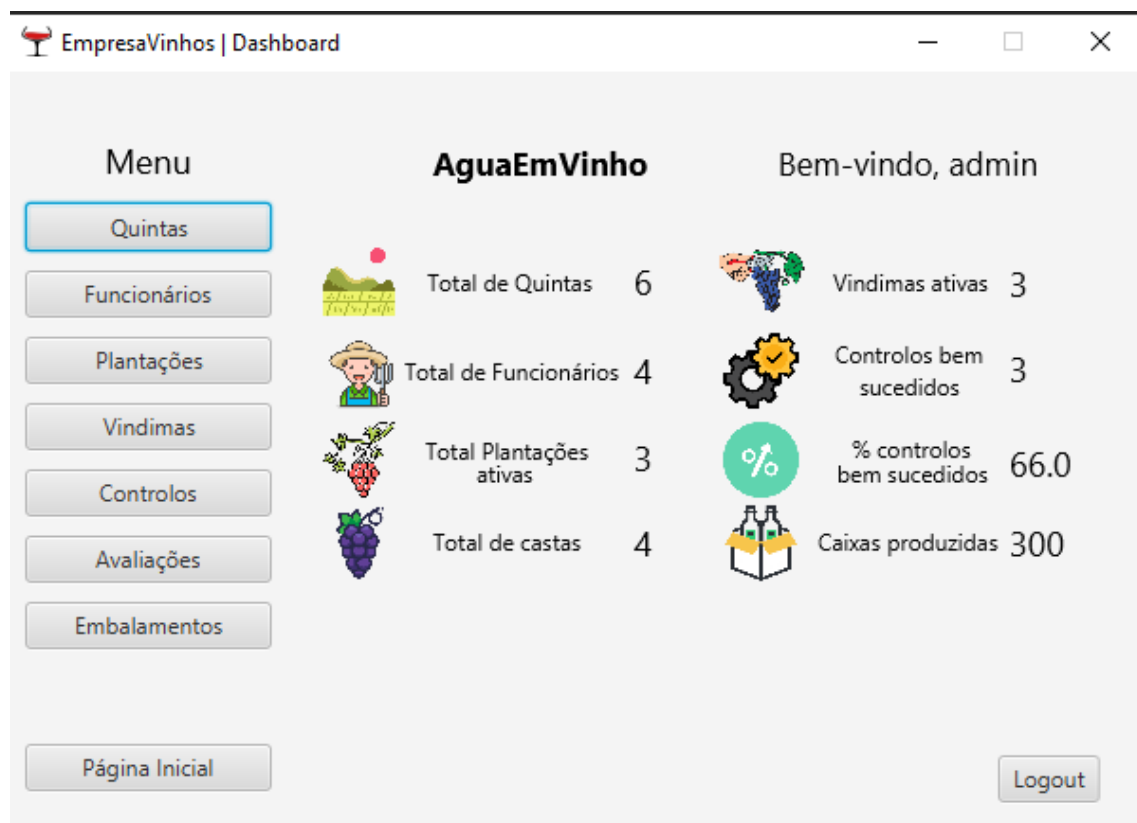 EmpresaVinhos | Dashboard
Menu
Quintas
Funcionários
Plantações
Vindimas
Controlos
Avaliações
Embalamentos
Página Inicial
AguaEmVinho
Bem-vindo, admin
Total de Quintas 6
Total de Funcionários 4
Total Plantações
ativas 3
Total de castas 4
Vindimas ativas 3
Controlos bem
sucedidos 3
% controlos
bem sucedidos 66.0
Caixas produzidas 300
Logout